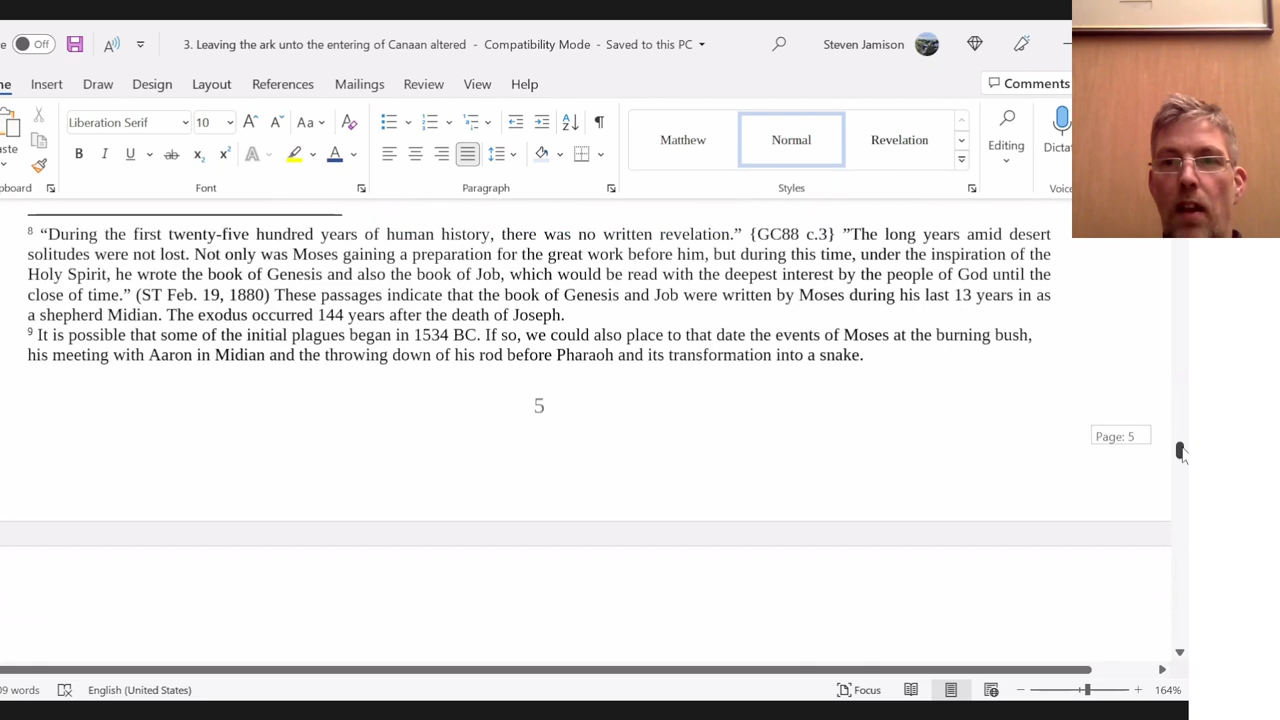 Off
3. Leaving the ark unto the entering of Canaan altered - Compatibility Mode - Saved to this PC
Steven Jamison
Insert Draw Design Layout References Mailings Review View Help
Comments
Liberation Serif 10
Aa
Matthew Normal Revelation
Editing
B I U ab x₂ x² A A
Font Paragraph Styles
⁸ “During the first twenty-five hundred years of human history, there was no written revelation.” {GC88 c.3} ”The long years amid desert
solitudes were not lost. Not only was Moses gaining a preparation for the great work before him, but during this time, under the inspiration of the
Holy Spirit, he wrote the book of Genesis and also the book of Job, which would be read with the deepest interest by the people of God until the
close of time.” (ST Feb. 19, 1880) These passages indicate that the book of Genesis and Job were written by Moses during his last 13 years in as
a shepherd Midian. The exodus occurred 144 years after the death of Joseph.
⁹ It is possible that some of the initial plagues began in 1534 BC. If so, we could also place to that date the events of Moses at the burning bush,
his meeting with Aaron in Midian and the throwing down of his rod before Pharaoh and its transformation into a snake.
5
Page: 5
words English (United States) Focus 164%